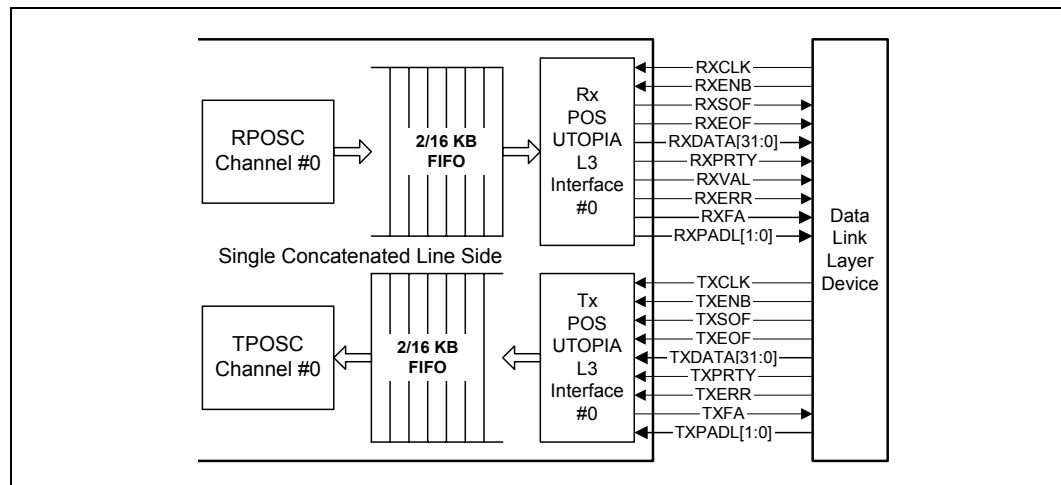 RPOSC
Channel #0
2/16 KB
FIFO
Rx
POS
UTOPIA
L3
Interface
#0
RXCLK
RXENB
RXSOF
RXEOF
RXDATA[31:0]
RXPRTY
RXVAL
RXERR
RXFA
RXPADL[1:0]
Single Concatenated Line Side
TPOSC
Channel #0
2/16 KB
FIFO
Tx
POS
UTOPIA
L3
Interface
#0
TXCLK
TXENB
TXSOF
TXEOF
TXDATA[31:0]
TXPRTY
TXERR
TXFA
TXPADL[1:0]
Data
Link
Layer
Device